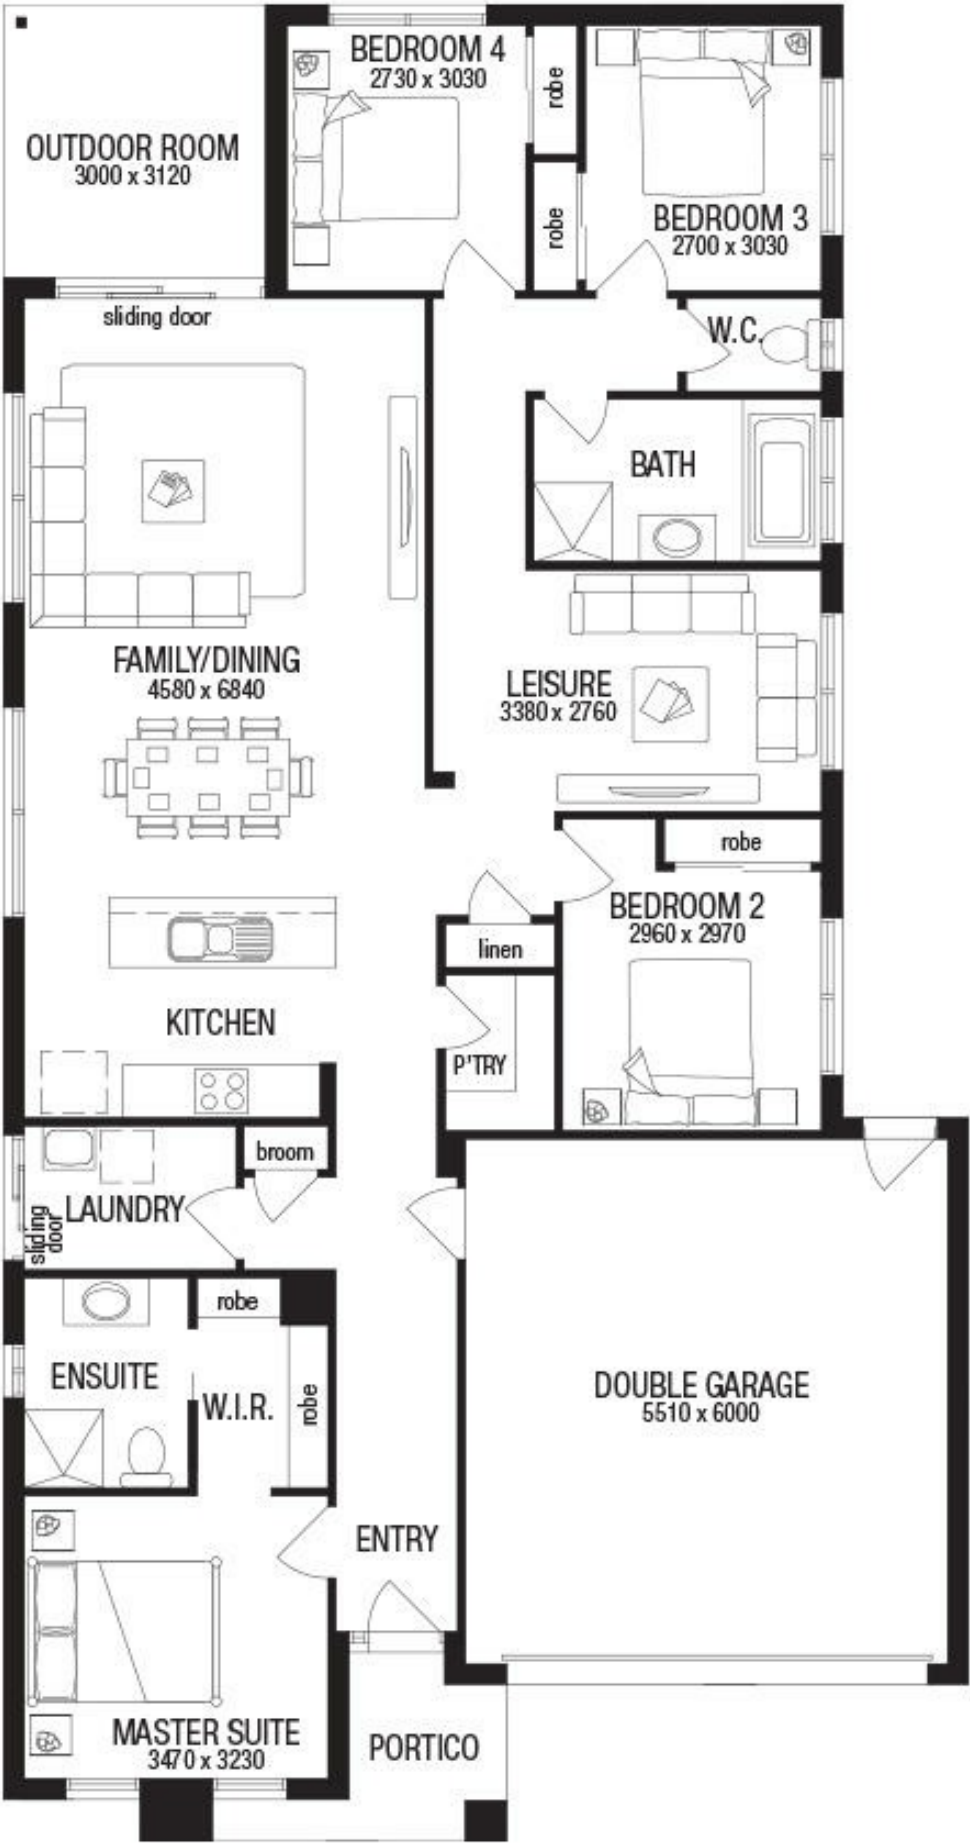 BEDROOM 4
2730 x 3030
robe
OUTDOOR ROOM
3000 x 3120
robe
BEDROOM 3
2700 x 3030
sliding door
W.C.
BATH
FAMILY/DINING
4580 x 6840
LEISURE
3380 x 2760
robe
BEDROOM 2
2960 x 2970
linen
KITCHEN
P'TRY
broom
LAUNDRY
sliding
door
robe
ENSUITE
W.I.R.
robe
DOUBLE GARAGE
5510 x 6000
ENTRY
MASTER SUITE
3470 x 3230
PORTICO